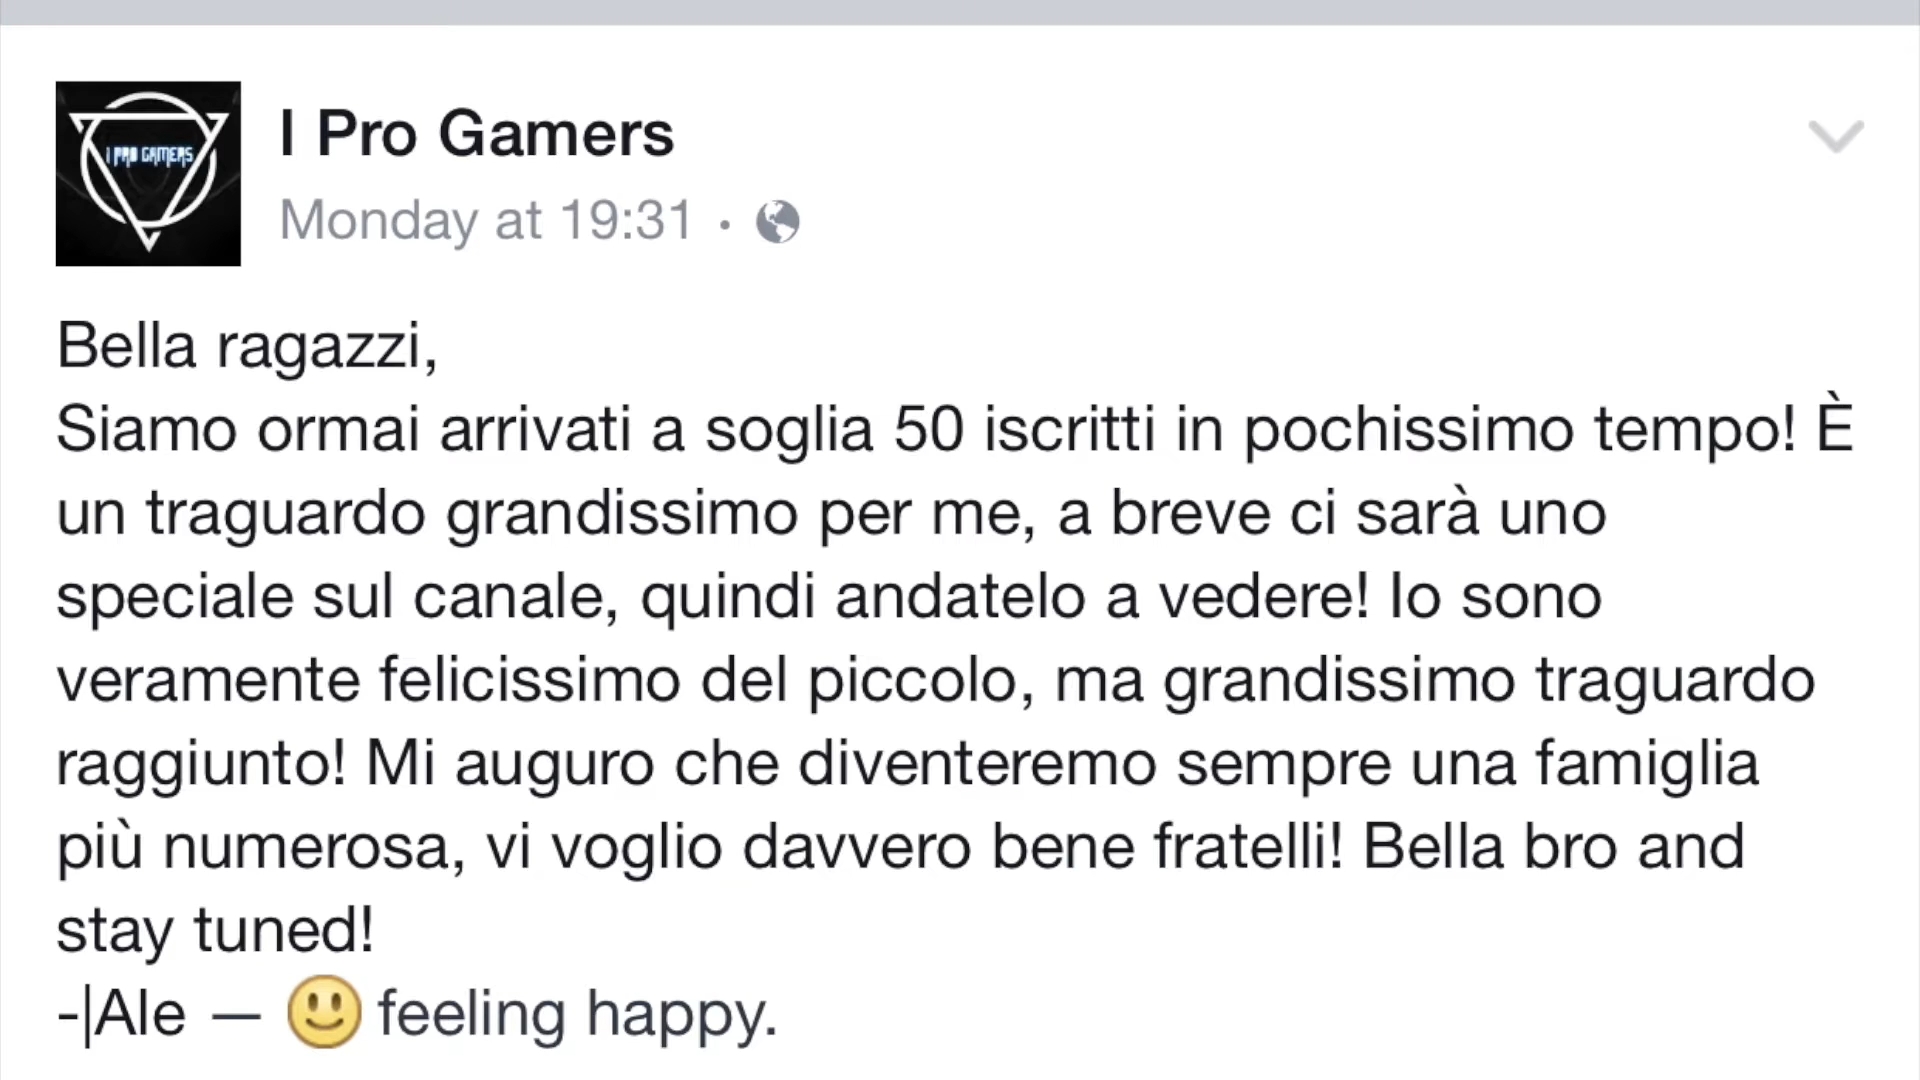 I PRO GAMERS
I Pro Gamers
Monday at 19:31 ·
Bella ragazzi,
Siamo ormai arrivati a soglia 50 iscritti in pochissimo tempo! È
un traguardo grandissimo per me, a breve ci sarà uno
speciale sul canale, quindi andatelo a vedere! Io sono
veramente felicissimo del piccolo, ma grandissimo traguardo
raggiunto! Mi auguro che diventeremo sempre una famiglia
più numerosa, vi voglio davvero bene fratelli! Bella bro and
stay tuned!
-|Ale — 🙂 feeling happy.